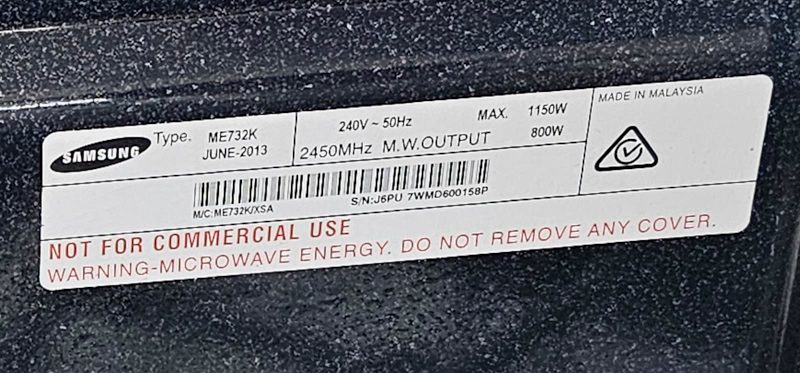 SAMSUNG
Type. ME732K
JUNE-2013
240V ~ 50Hz MAX. 1150W
2450MHz M.W.OUTPUT 800W
MADE IN MALAYSIA
M/C:ME732K/XSA S/N:J6PU 7WMD600158P
NOT FOR COMMERCIAL USE
WARNING-MICROWAVE ENERGY. DO NOT REMOVE ANY COVER.